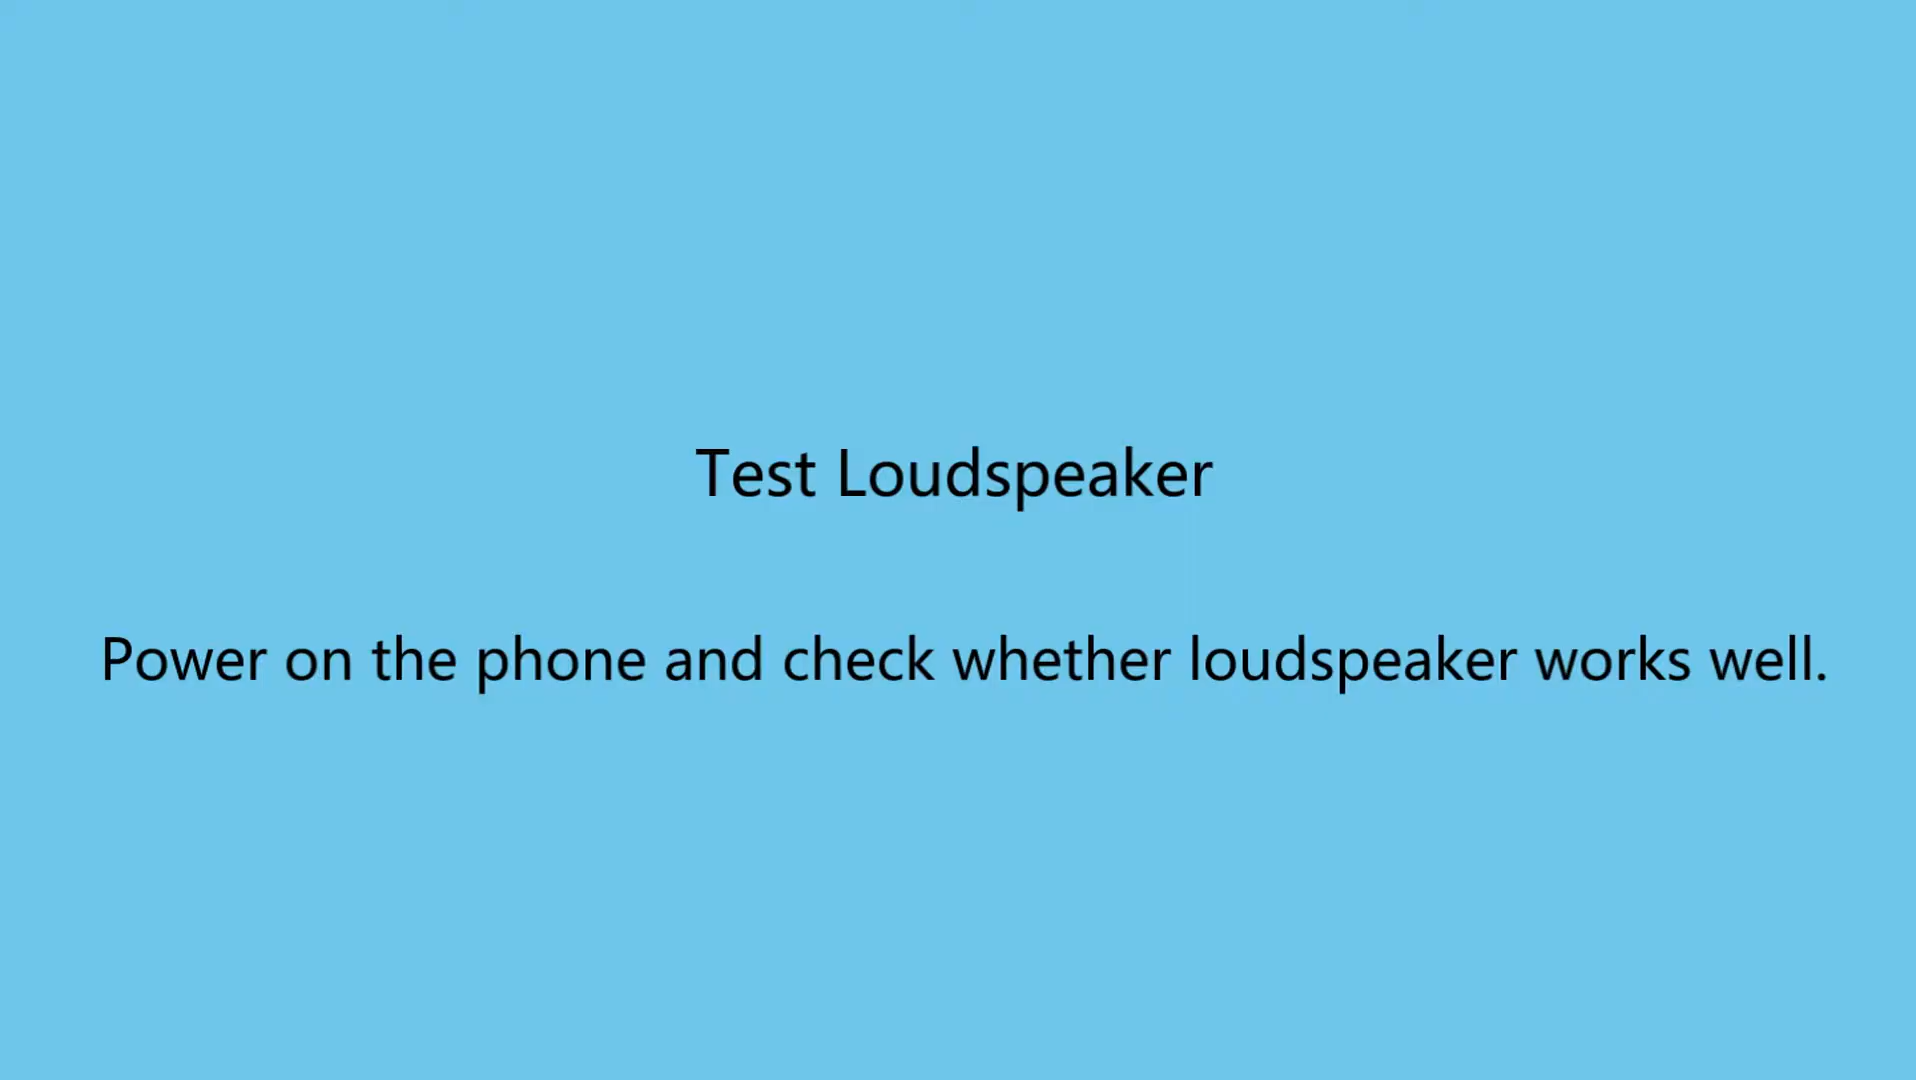 Test Loudspeaker
Power on the phone and check whether loudspeaker works well.